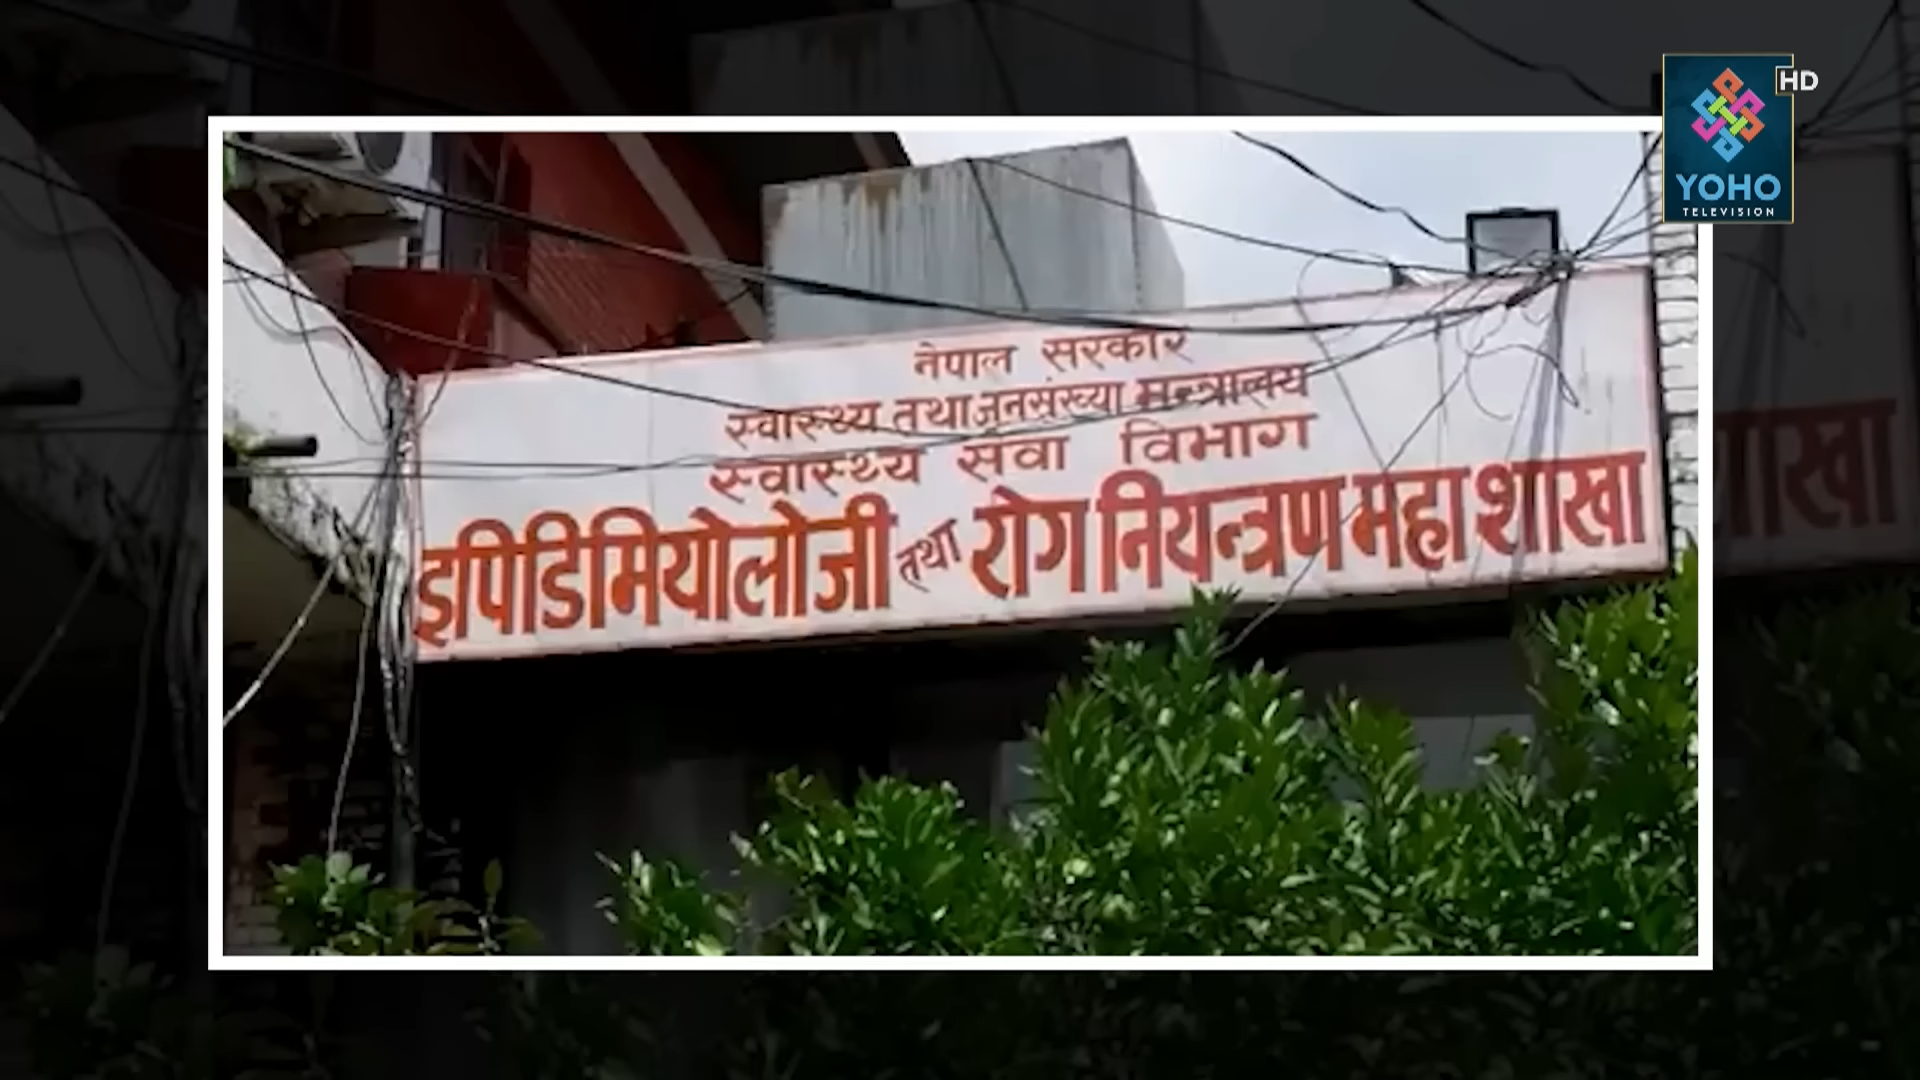 HD
YOHO
TELEVISION
नेपाल सरकार
स्वास्थ्य तथा जनसंख्या मन्त्रालय
स्वास्थ्य सेवा विभाग
इपिडिमियोलोजी तथा रोग नियन्त्रण महाशाखा